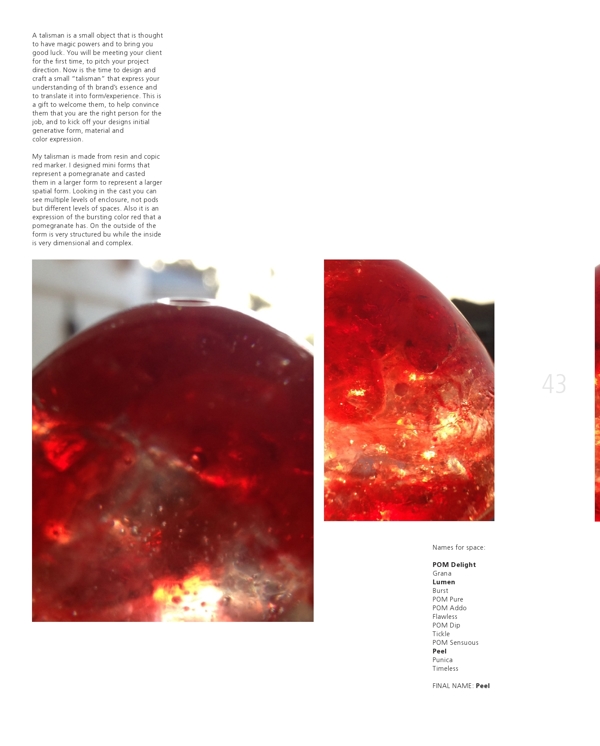 A talisman is a small object that is thought
to have magic powers and to bring you
good luck. You will be meeting your client
for the first time, to pitch your project
direction. Now is the time to design and
craft a small “talisman” that express your
understanding of th brand’s essence and
to translate it into form/experience. This is
a gift to welcome them, to help convince
them that you are the right person for the
job, and to kick off your designs initial
generative form, material and
color expression.
My talisman is made from resin and copic
red marker. I designed mini forms that
represent a pomegranate and casted
them in a larger form to represent a larger
spatial form. Looking in the cast you can
see multiple levels of enclosure, not pods
but different levels of spaces. Also it is an
expression of the bursting color red that a
pomegranate has. On the outside of the
form is very structured bu while the inside
is very dimensional and complex.
43
Names for space:
POM Delight
Grana
Lumen
Burst
POM Pure
POM Addo
Flawless
POM Dip
Tickle
POM Sensuous
Peel
Punica
Timeless
FINAL NAME: Peel